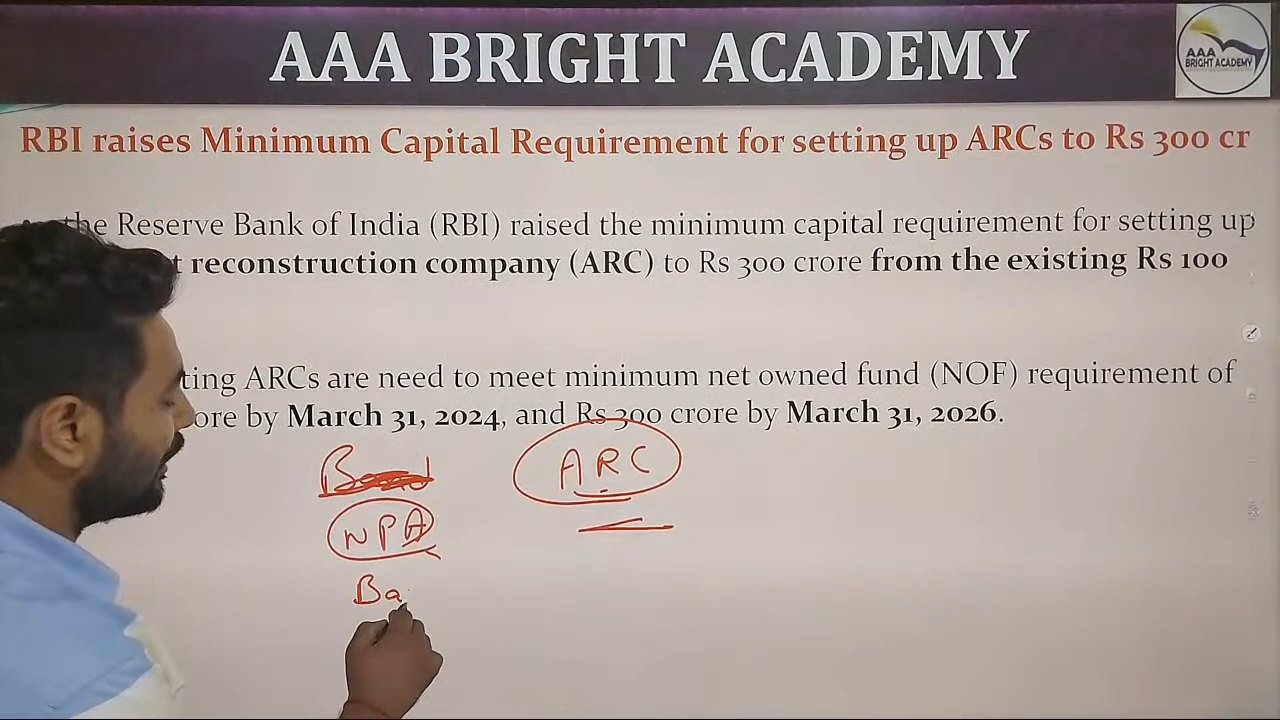 AAA BRIGHT ACADEMY
AAA
BRIGHT ACADEMY
RBI raises Minimum Capital Requirement for setting up ARCs to Rs 300 cr
the Reserve Bank of India (RBI) raised the minimum capital requirement for setting up
t reconstruction company (ARC) to Rs 300 crore from the existing Rs 100
ting ARCs are need to meet minimum net owned fund (NOF) requirement of
ore by March 31, 2024, and Rs 300 crore by March 31, 2026.
ARC
NPA
Ba